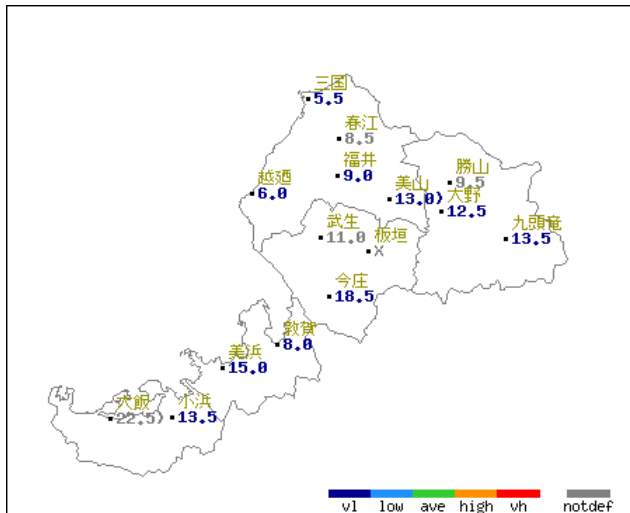 三国
5.5
春江
8.5
福井
9.0
越廼
6.0
勝山
9.5
美山
13.0)
大野
12.5
九頭竜
13.5
武生
11.0
板垣
X
今庄
18.5
敦賀
8.0
美浜
15.0
大飯
22.5)
小浜
13.5
vl low ave high vh notdef